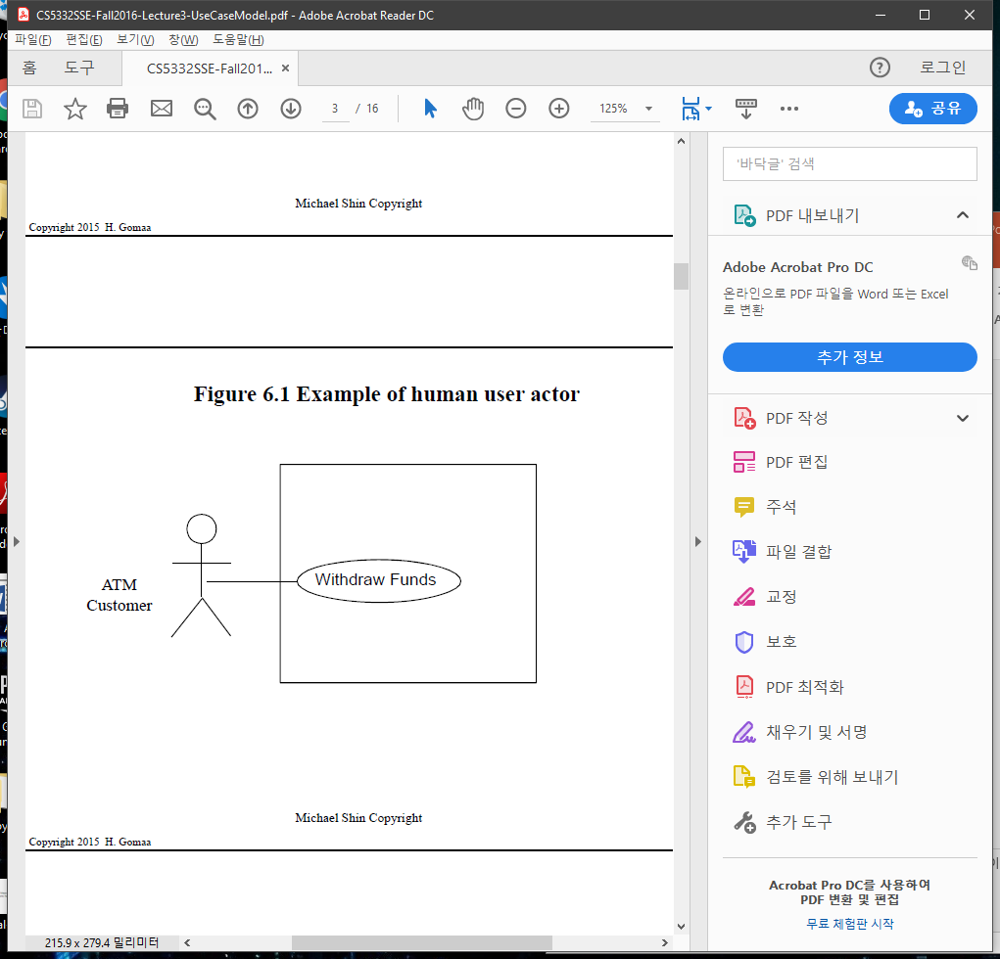 CS5332SSE-Fall2016-Lecture3-UseCaseModel.pdf - Adobe Acrobat Reader DC
파일(F) 편집(E) 보기(V) 창(W) 도움말(H)
홈 도구 CS5332SSE-Fall201... × 로그인
3 / 16 125% 공유
Michael Shin Copyright
Copyright 2015 H. Gomaa
Figure 6.1 Example of human user actor
ATM
Customer
Withdraw Funds
Michael Shin Copyright
Copyright 2015 H. Gomaa
215.9 x 279.4 밀리미터
'바닥글' 검색
PDF 내보내기
Adobe Acrobat Pro DC
온라인으로 PDF 파일을 Word 또는 Excel
로 변환
추가 정보
PDF 작성
PDF 편집
주석
파일 결합
교정
보호
PDF 최적화
채우기 및 서명
검토를 위해 보내기
추가 도구
Acrobat Pro DC를 사용하여
PDF 변환 및 편집
무료 체험판 시작